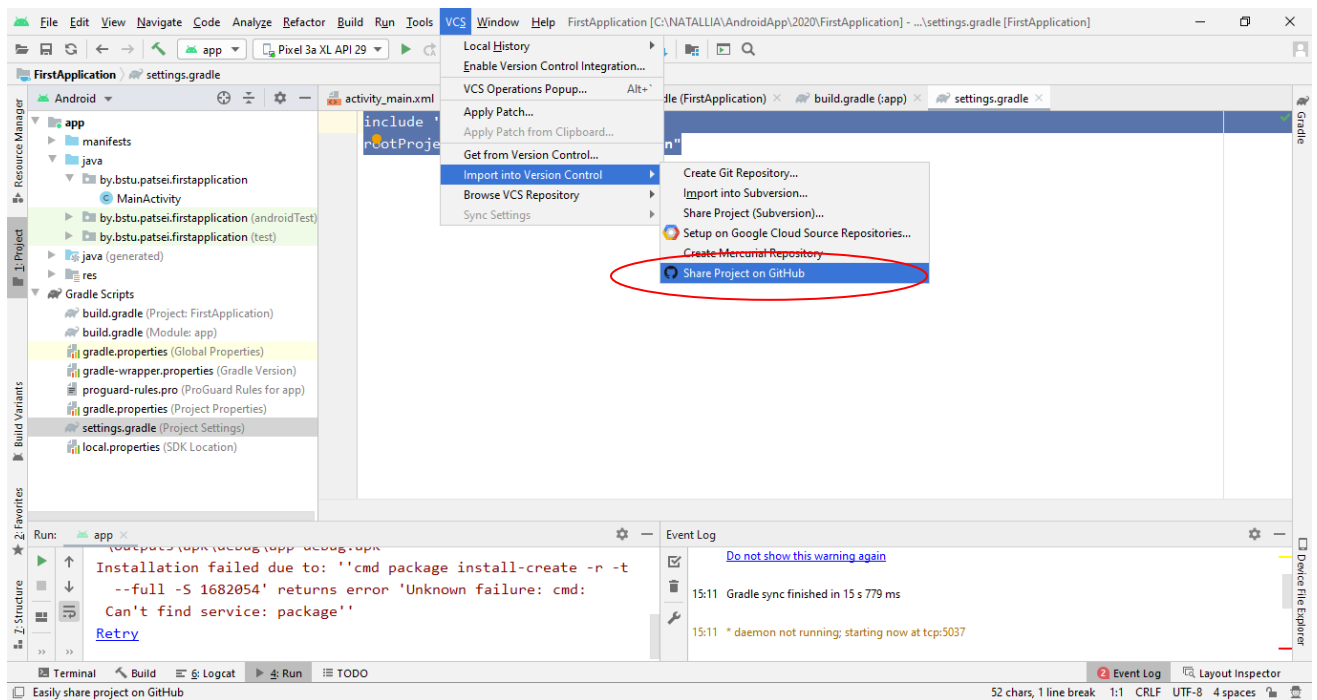 File Edit View Navigate Code Analyze Refactor Build Run Tools VCS Window Help FirstApplication [C:\NATALLIA\AndroidApp\2020\FirstApplication] - ...\settings.gradle [FirstApplication]
app Pixel 3a XL API 29
FirstApplication settings.gradle
Local History
Enable Version Control Integration...
VCS Operations Popup... Alt+`
Apply Patch...
Apply Patch from Clipboard...
Get from Version Control...
Import into Version Control
Browse VCS Repository
Sync Settings
Create Git Repository...
Import into Subversion...
Share Project (Subversion)...
Setup on Google Cloud Source Repositories...
Create Mercurial Repository
Share Project on GitHub
Android
activity_main.xml (FirstApplication) build.gradle (:app) settings.gradle
include '
n"
app
manifests
java
by.bstu.patsei.firstapplication
MainActivity
by.bstu.patsei.firstapplication (androidTest)
by.bstu.patsei.firstapplication (test)
java (generated)
res
Gradle Scripts
build.gradle (Project: FirstApplication)
build.gradle (Module: app)
gradle.properties (Global Properties)
gradle-wrapper.properties (Gradle Version)
proguard-rules.pro (ProGuard Rules for app)
gradle.properties (Project Properties)
settings.gradle (Project Settings)
local.properties (SDK Location)
Resource Manager
1: Project
Build Variants
2: Favorites
7: Structure
Gradle
Device File Explorer
Run: app
Installation failed due to: ''cmd package install-create -r -t
--full -S 1682054' returns error 'Unknown failure: cmd:
Can't find service: package''
Retry
Event Log
Do not show this warning again
15:11 Gradle sync finished in 15 s 779 ms
15:11 * daemon not running; starting now at tcp:5037
Terminal Build 6: Logcat 4: Run TODO 2 Event Log Layout Inspector
Easily share project on GitHub 52 chars, 1 line break 1:1 CRLF UTF-8 4 spaces